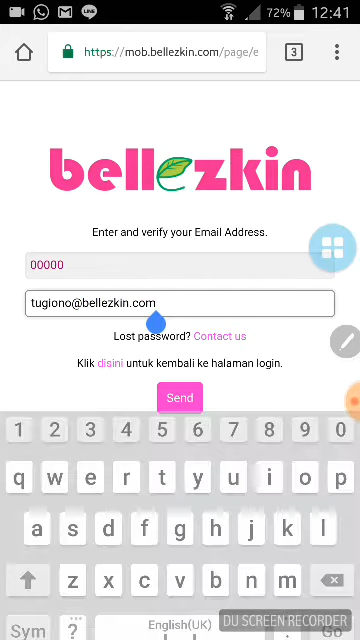 72% 12:41
https://mob.bellezkin.com/page/e 3
bellezkin
Enter and verify your Email Address.
00000
tugiono@bellezkin.com
Lost password? Contact us
Klik disini untuk kembali ke halaman login.
Send
1 2 3 4 5 6 7 8 9 0
q w e r t y u i o p
a s d f g h j k l
z x c v b n m
Sym ? English(UK) Go
DU SCREEN RECORDER